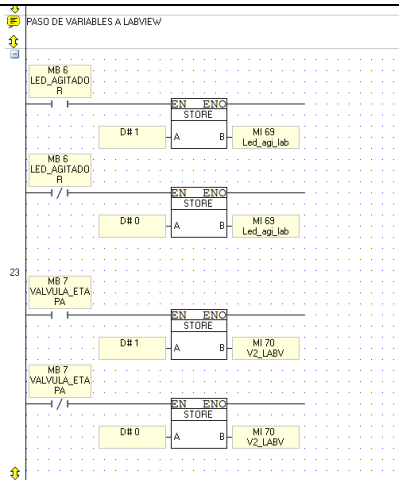 PASO DE VARIABLES A LABVIEW
MB 6
LED_AGITADO
R
EN ENO
STORE
D# 1
A
B
MI 69
Led_agi_lab
MB 6
LED_AGITADO
R
EN ENO
STORE
D# 0
A
B
MI 69
Led_agi_lab
23
MB 7
VALVULA_ETA
PA
EN ENO
STORE
D# 1
A
B
MI 70
V2_LABV
MB 7
VALVULA_ETA
PA
EN ENO
STORE
D# 0
A
B
MI 70
V2_LABV